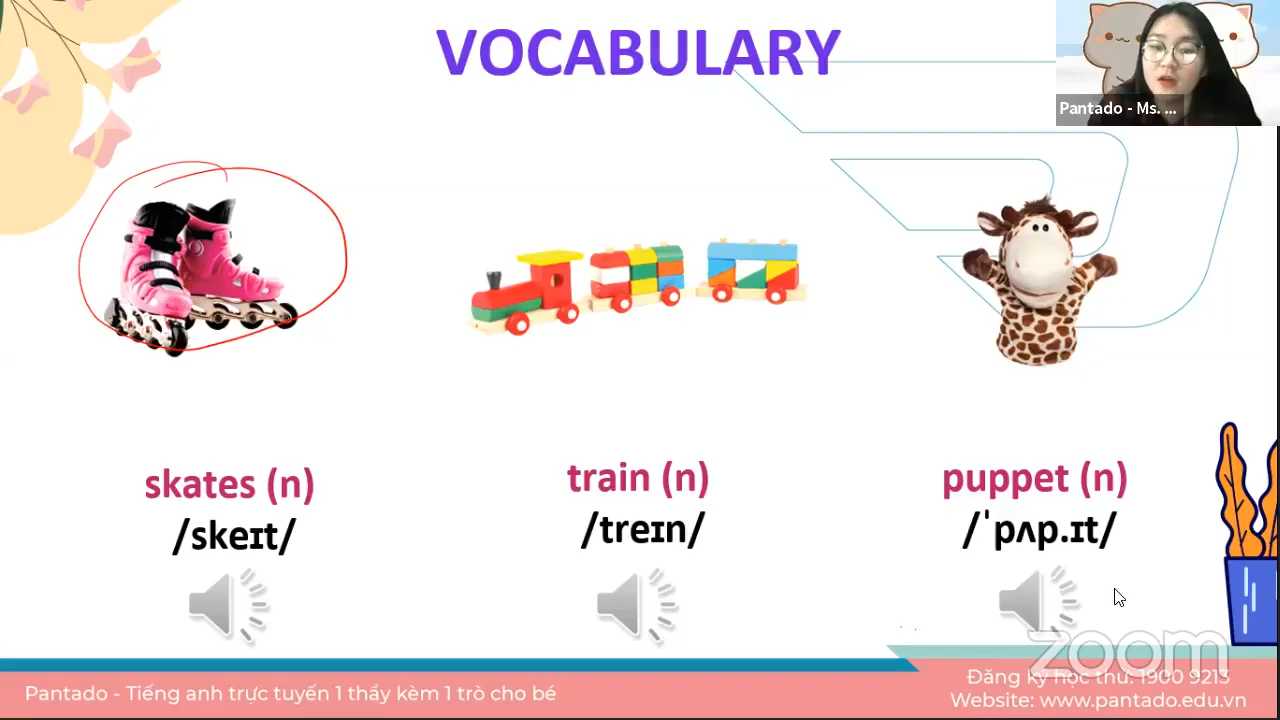 VOCABULARY
Pantado - Ms. ...
skates (n)
/skeɪt/
train (n)
/treɪn/
puppet (n)
/ˈpʌp.ɪt/
zoom
Pantado - Tiếng anh trực tuyến 1 thầy kèm 1 trò cho bé
Đăng ký học thử: 1900 9213
Website: www.pantado.edu.vn